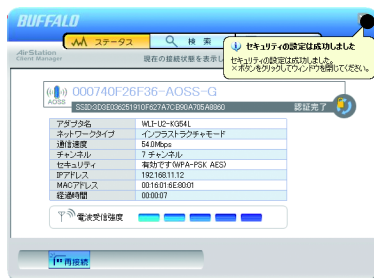 BUFFALO
AirStation
Client Manager
ステータス
検 索
現在の接続状態を表示し
セキュリティの設定は成功しました
セキュリティの設定は成功しました。
×ボタンをクリックしてウィンドウを閉じてください。
AOSS
000740F26F36-AOSS-G
SSID:3D3E03625191 0F627A7CB90A705A8860
認証完了
アダプタ名 WLI-U2-KG54L
ネットワークタイプ インフラストラクチャモード
通信速度 54.0Mbps
チャンネル 7 チャンネル
セキュリティ 有効です(WPA-PSK AES)
IPアドレス 192.168.11.12
MACアドレス 0016016E8001
経過時間 00:00:07
電波受信強度
再接続